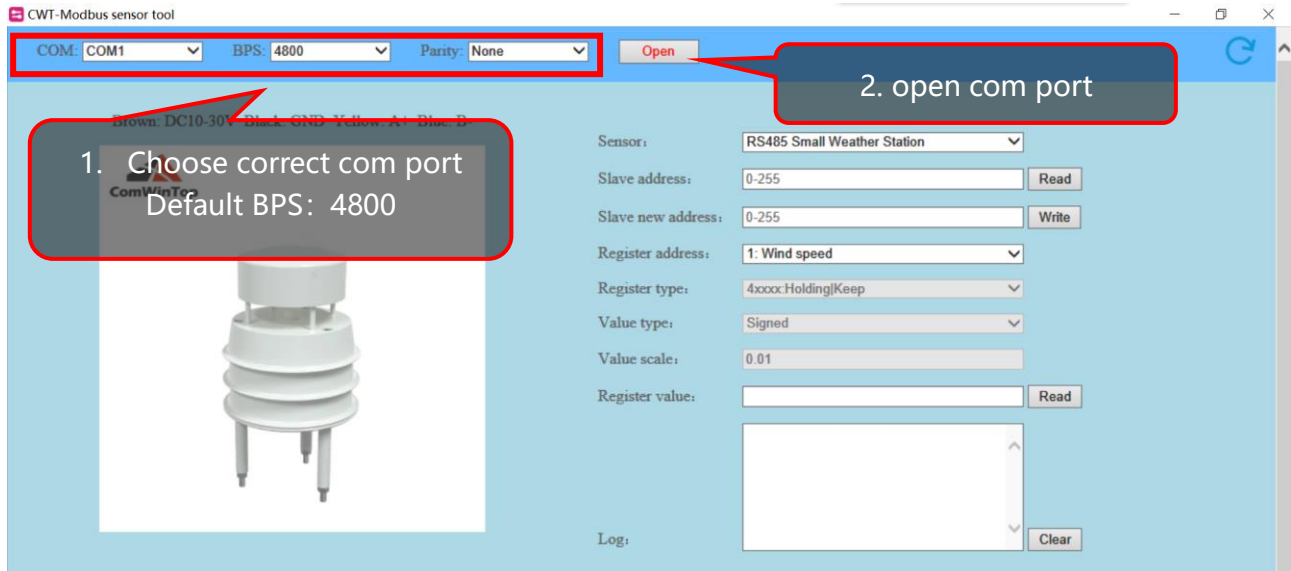 CWT-Modbus sensor tool
COM: COM1 BPS: 4800 Parity: None Open
2. open com port
Brown: DC10-30V Black: GND Yellow: A+ Blue: B-
1. Choose correct com port
Default BPS：4800
ComWinTop
Sensor: RS485 Small Weather Station
Slave address: 0-255 Read
Slave new address: 0-255 Write
Register address: 1: Wind speed
Register type: 4xxxx:Holding|Keep
Value type: Signed
Value scale: 0.01
Register value: Read
Log: Clear